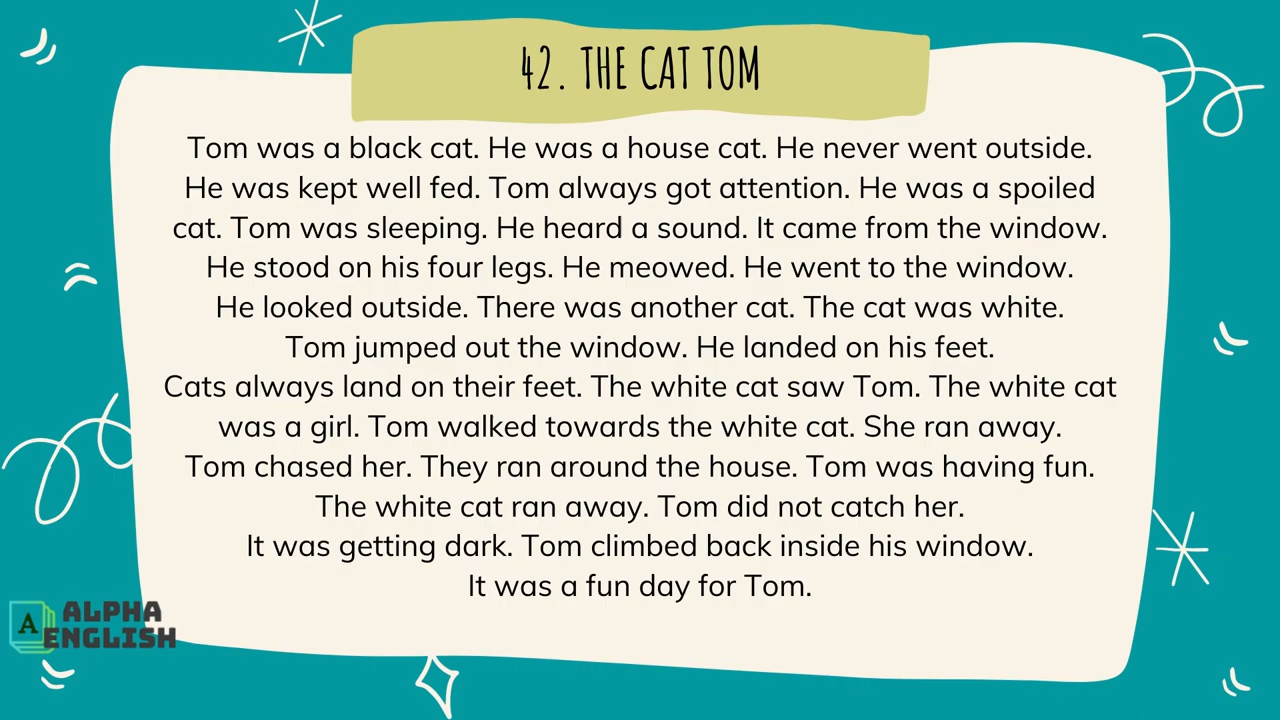 42. THE CAT TOM
Tom was a black cat. He was a house cat. He never went outside.
He was kept well fed. Tom always got attention. He was a spoiled
cat. Tom was sleeping. He heard a sound. It came from the window.
He stood on his four legs. He meowed. He went to the window.
He looked outside. There was another cat. The cat was white.
Tom jumped out the window. He landed on his feet.
Cats always land on their feet. The white cat saw Tom. The white cat
was a girl. Tom walked towards the white cat. She ran away.
Tom chased her. They ran around the house. Tom was having fun.
The white cat ran away. Tom did not catch her.
It was getting dark. Tom climbed back inside his window.
It was a fun day for Tom.
A
ALPHA
ENGLISH